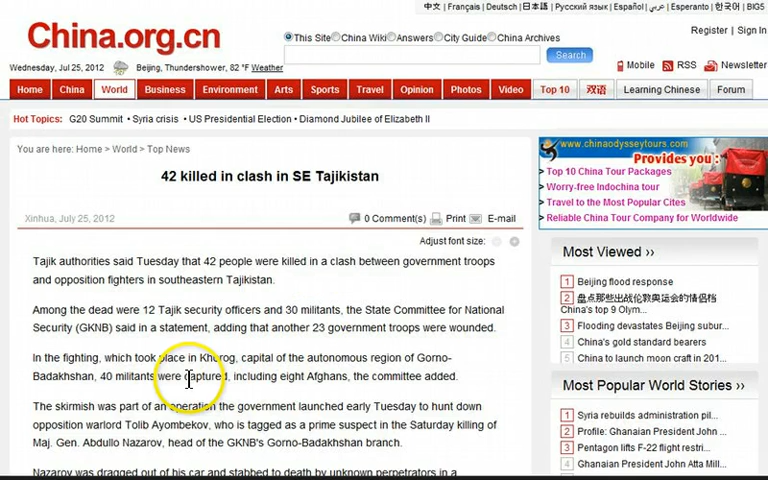 中文 | Français | Deutsch | 日本語 | Русский язык | Español | عربي | Esperanto | 한국어 | BIG5
China.org.cn
Register | Sign In
This Site China Wiki Answers City Guide China Archives
Search
Wednesday, Jul 25, 2012 Beijing, Thundershower, 82 °F Weather
Mobile RSS Newsletter
Home China World Business Environment Arts Sports Travel Opinion Photos Video Top 10 双语 Learning Chinese Forum
Hot Topics: G20 Summit • Syria crisis • US Presidential Election • Diamond Jubilee of Elizabeth II
You are here: Home > World > Top News
42 killed in clash in SE Tajikistan
Xinhua, July 25, 2012
0 Comment(s) Print E-mail
Adjust font size:
Tajik authorities said Tuesday that 42 people were killed in a clash between government troops
and opposition fighters in southeastern Tajikistan.
Among the dead were 12 Tajik security officers and 30 militants, the State Committee for National
Security (GKNB) said in a statement, adding that another 23 government troops were wounded.
In the fighting, which took place in Khorog, capital of the autonomous region of Gorno-
Badakhshan, 40 militants were captured, including eight Afghans, the committee added.
The skirmish was part of an operation the government launched early Tuesday to hunt down
opposition warlord Tolib Ayombekov, who is tagged as a prime suspect in the Saturday killing of
Maj. Gen. Abdullo Nazarov, head of the GKNB's Gorno-Badakhshan branch.
Nazarov was dragged out of his car and stabbed to death by unknown perpetrators in a
www.chinaodysseytours.com
Provides you :
> Top 10 China Tour Packages
> Worry-free Indochina tour
> Travel to the Most Popular Cites
> Reliable China Tour Company for Worldwide
Most Viewed ››
1 Beijing flood response
2 盘点那些出战伦敦奥运会的情侣档
China's top 9 Olym...
3 Flooding devastates Beijing subur...
4 China's gold standard bearers
5 China to launch moon craft in 201...
Most Popular World Stories ››
1 Syria rebuilds administration pil...
2 Profile: Ghanaian President John ...
3 Pentagon lifts F-22 flight restri...
4 Ghanaian President John Atta Mill...